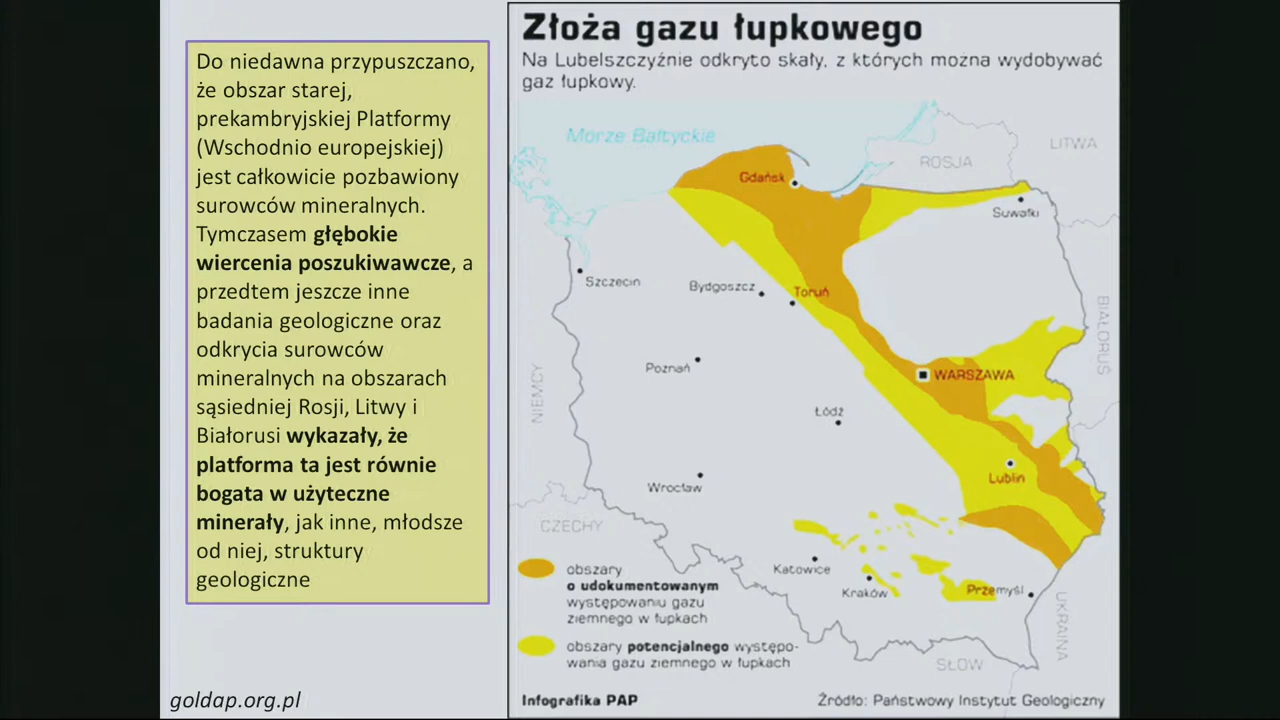 Do niedawna przypuszczano,
że obszar starej,
prekambryjskiej Platformy
(Wschodnio europejskiej)
jest całkowicie pozbawiony
surowców mineralnych.
Tymczasem głębokie
wiercenia poszukiwawcze, a
przedtem jeszcze inne
badania geologiczne oraz
odkrycia surowców
mineralnych na obszarach
sąsiedniej Rosji, Litwy i
Białorusi wykazały, że
platforma ta jest równie
bogata w użyteczne
minerały, jak inne, młodsze
od niej, struktury
geologiczne
goldap.org.pl
Złoża gazu łupkowego
Na Lubelszczyźnie odkryto skały, z których można wydobywać
gaz łupkowy.
Morze Bałtyckie
LITWA
ROSJA
Gdańsk
Suwałki
Szczecin
Bydgoszcz
Toruń
BIAŁORUŚ
Poznań
WARSZAWA
NIEMCY
Łódź
Lublin
Wrocław
CZECHY
Katowice
Kraków
Przemyśl
UKRAINA
SŁOW
obszary
o udokumentowanym
występowaniu gazu
ziemnego w łupkach
obszary potencjalnego występo-
wania gazu ziemnego w łupkach
Infografika PAP
Źródło: Państwowy Instytut Geologiczny